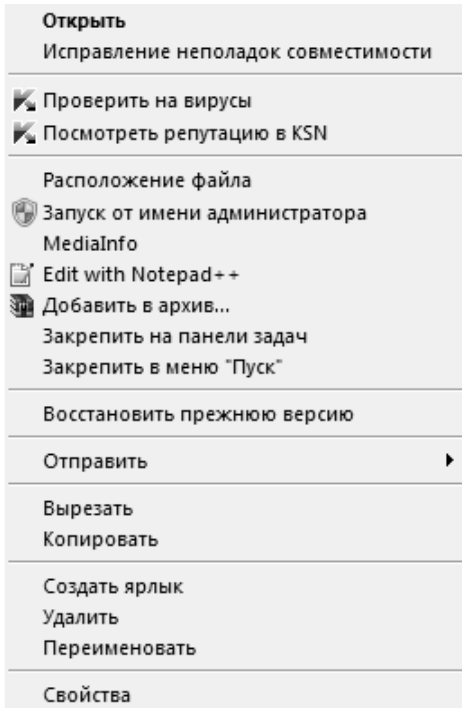 Открыть
Исправление неполадок совместимости
Проверить на вирусы
Посмотреть репутацию в KSN
Расположение файла
Запуск от имени администратора
MediaInfo
Edit with Notepad++
Добавить в архив...
Закрепить на панели задач
Закрепить в меню "Пуск"
Восстановить прежнюю версию
Отправить
Вырезать
Копировать
Создать ярлык
Удалить
Переименовать
Свойства